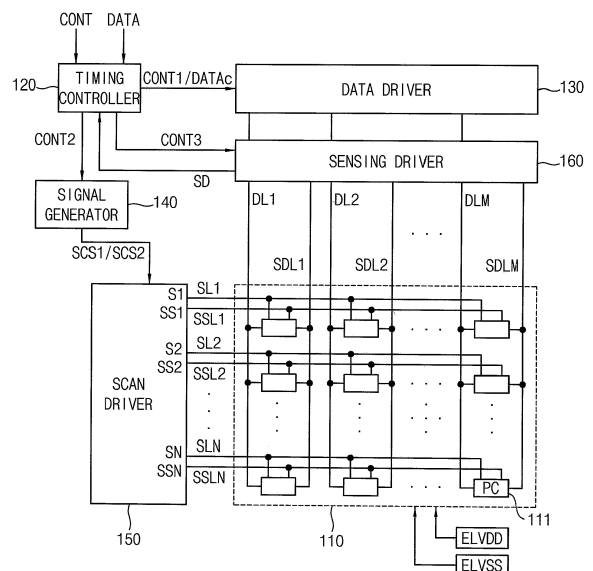 CONT DATA
120
TIMING
CONTROLLER
CONT1/DATAc
DATA DRIVER
130
CONT2
CONT3
SD
SENSING DRIVER
160
SIGNAL
GENERATOR
140
SCS1/SCS2
DL1 DL2 DLM
. . . .
SDL1 SDL2 SDLM
SCAN
DRIVER
150
S1 SL1
SS1 SSL1
S2 SL2
SS2 SSL2
SN SLN
SSN SSLN
PC
110
111
ELVDD
ELVSS